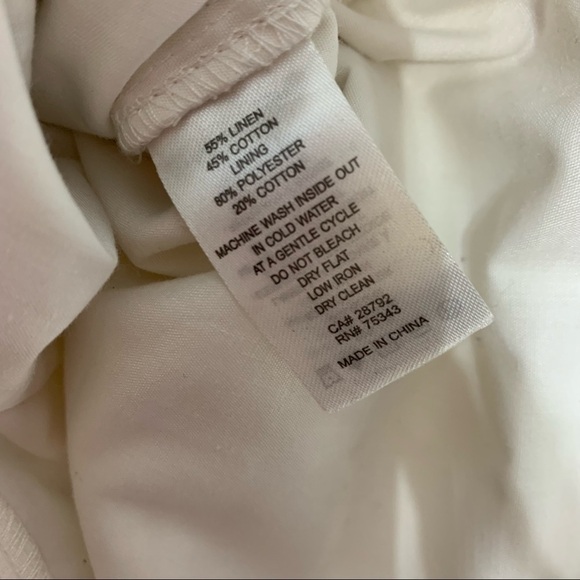 55% LINEN
45% COTTON
LINING
80% POLYESTER
20% COTTON
MACHINE WASH INSIDE OUT
IN COLD WATER
AT A GENTLE CYCLE
DO NOT BLEACH
DRY FLAT
LOW IRON
DRY CLEAN
CA# 28792
RN# 75343
MADE IN CHINA